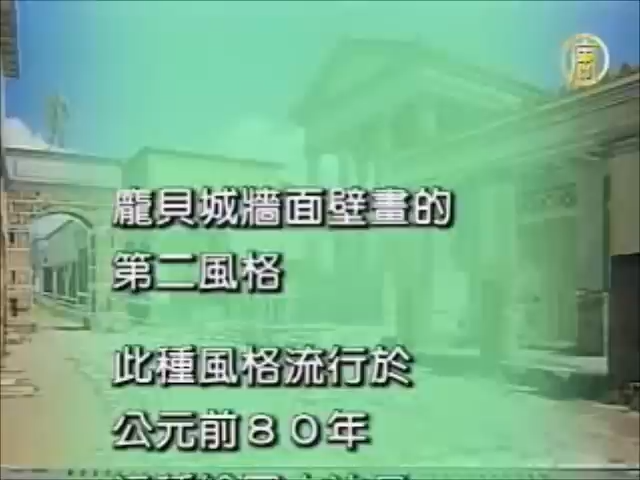 龐貝城牆面壁畫的
第二風格
此種風格流行於
公元前８０年